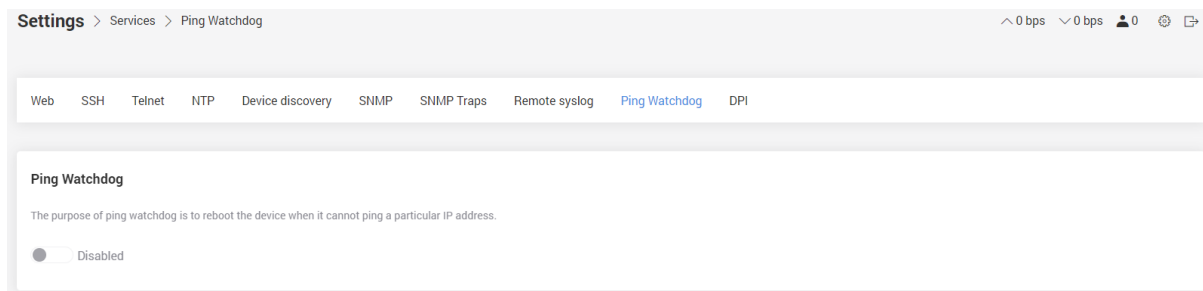 Settings > Services > Ping Watchdog 0 bps 0 bps 0
Web SSH Telnet NTP Device discovery SNMP SNMP Traps Remote syslog Ping Watchdog DPI
Ping Watchdog
The purpose of ping watchdog is to reboot the device when it cannot ping a particular IP address.
Disabled